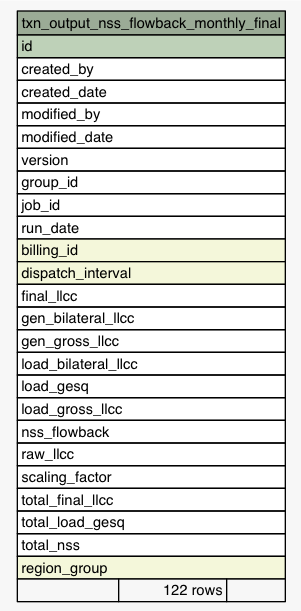 txn_output_nss_flowback_monthly_final
id
created_by
created_date
modified_by
modified_date
version
group_id
job_id
run_date
billing_id
dispatch_interval
final_llcc
gen_bilateral_llcc
gen_gross_llcc
load_bilateral_llcc
load_gesq
load_gross_llcc
nss_flowback
raw_llcc
scaling_factor
total_final_llcc
total_load_gesq
total_nss
region_group
122 rows